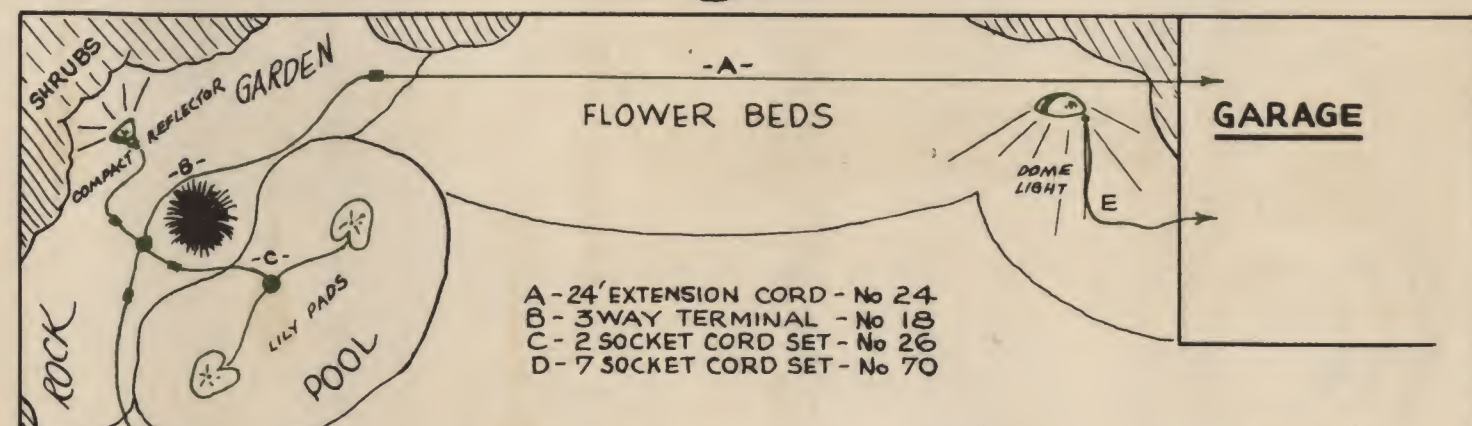 SHRUBS
COMPACT REFLECTOR
GARDEN
ROCK
-A-
FLOWER BEDS
GARAGE
DOME
LIGHT
E
-B-
-C-
LILY PADS
POOL
A-24' EXTENSION CORD - No 24
B- 3 WAY TERMINAL - No 18
C- 2 SOCKET CORD SET - No 26
D- 7 SOCKET CORD SET - No 70